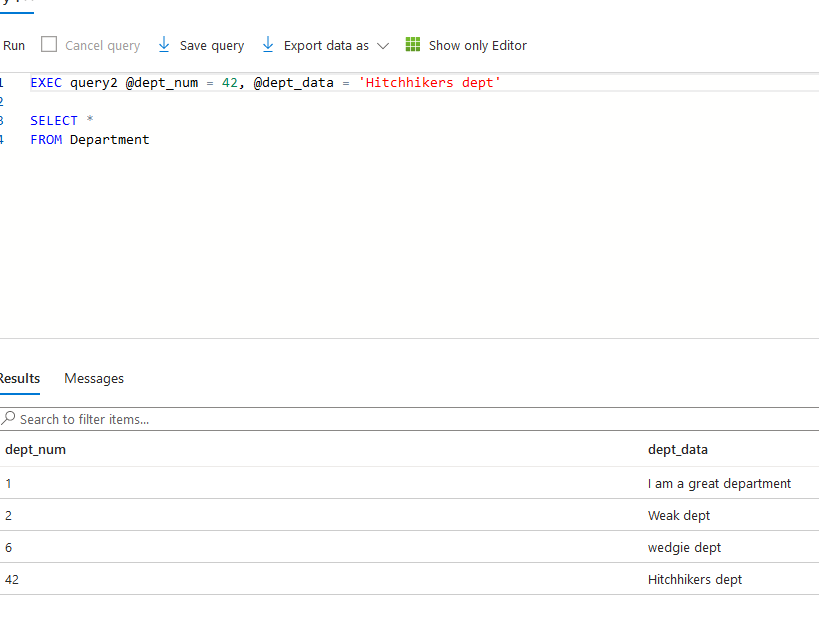 Run Cancel query Save query Export data as Show only Editor
1 EXEC query2 @dept_num = 42, @dept_data = 'Hitchhikers dept'
2
3 SELECT *
4 FROM Department
Results Messages
Search to filter items...
dept_num dept_data
1 I am a great department
2 Weak dept
6 wedgie dept
42 Hitchhikers dept